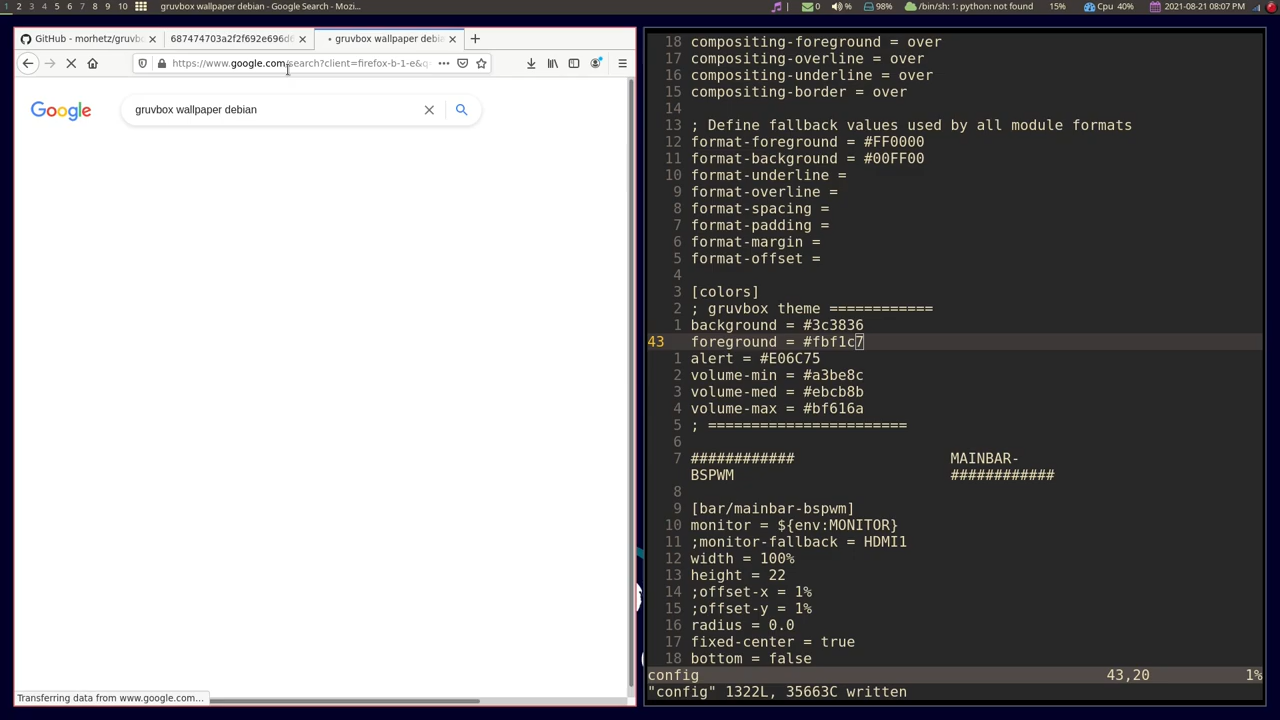 1 2 3 4 5 6 7 8 9 10 gruvbox wallpaper debian - Google Search - Mozi...
0 % 98% /bin/sh: 1: python: not found 15% Cpu 40% 2021-08-21 08:07 PM
GitHub - morhetz/gruvbo
687474703a2f2f692e696d6
gruvbox wallpaper debia
https://www.google.com/search?client=firefox-b-1-e&q
Google
gruvbox wallpaper debian
Transferring data from www.google.com...
18 compositing-foreground = over
17 compositing-overline = over
16 compositing-underline = over
15 compositing-border = over
14
13 ; Define fallback values used by all module formats
12 format-foreground = #FF0000
11 format-background = #00FF00
10 format-underline =
9 format-overline =
8 format-spacing =
7 format-padding =
6 format-margin =
5 format-offset =
4
3 [colors]
2 ; gruvbox theme ============
1 background = #3c3836
43 foreground = #fbf1c7
1 alert = #E06C75
2 volume-min = #a3be8c
3 volume-med = #ebcb8b
4 volume-max = #bf616a
5 ; =======================
6
7 ############ MAINBAR-
BSPWM ############
8
9 [bar/mainbar-bspwm]
10 monitor = ${env:MONITOR}
11 ;monitor-fallback = HDMI1
12 width = 100%
13 height = 22
14 ;offset-x = 1%
15 ;offset-y = 1%
16 radius = 0.0
17 fixed-center = true
18 bottom = false
config 43,20 1%
"config" 1322L, 35663C written